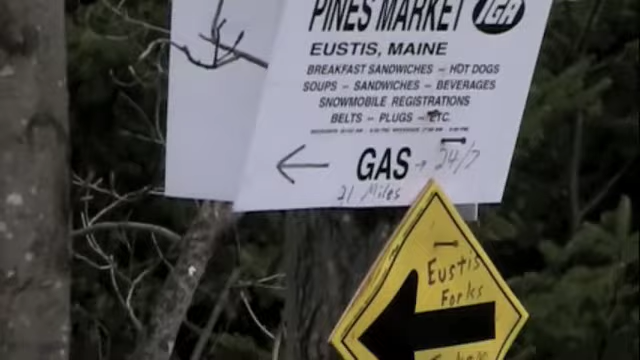 PINES MARKET IGA
EUSTIS, MAINE
BREAKFAST SANDWICHES – HOT DOGS
SOUPS – SANDWICHES – BEVERAGES
SNOWMOBILE REGISTRATIONS
BELTS – PLUGS – ETC.
GAS - 24/7
21 Miles
Eustis
Forks